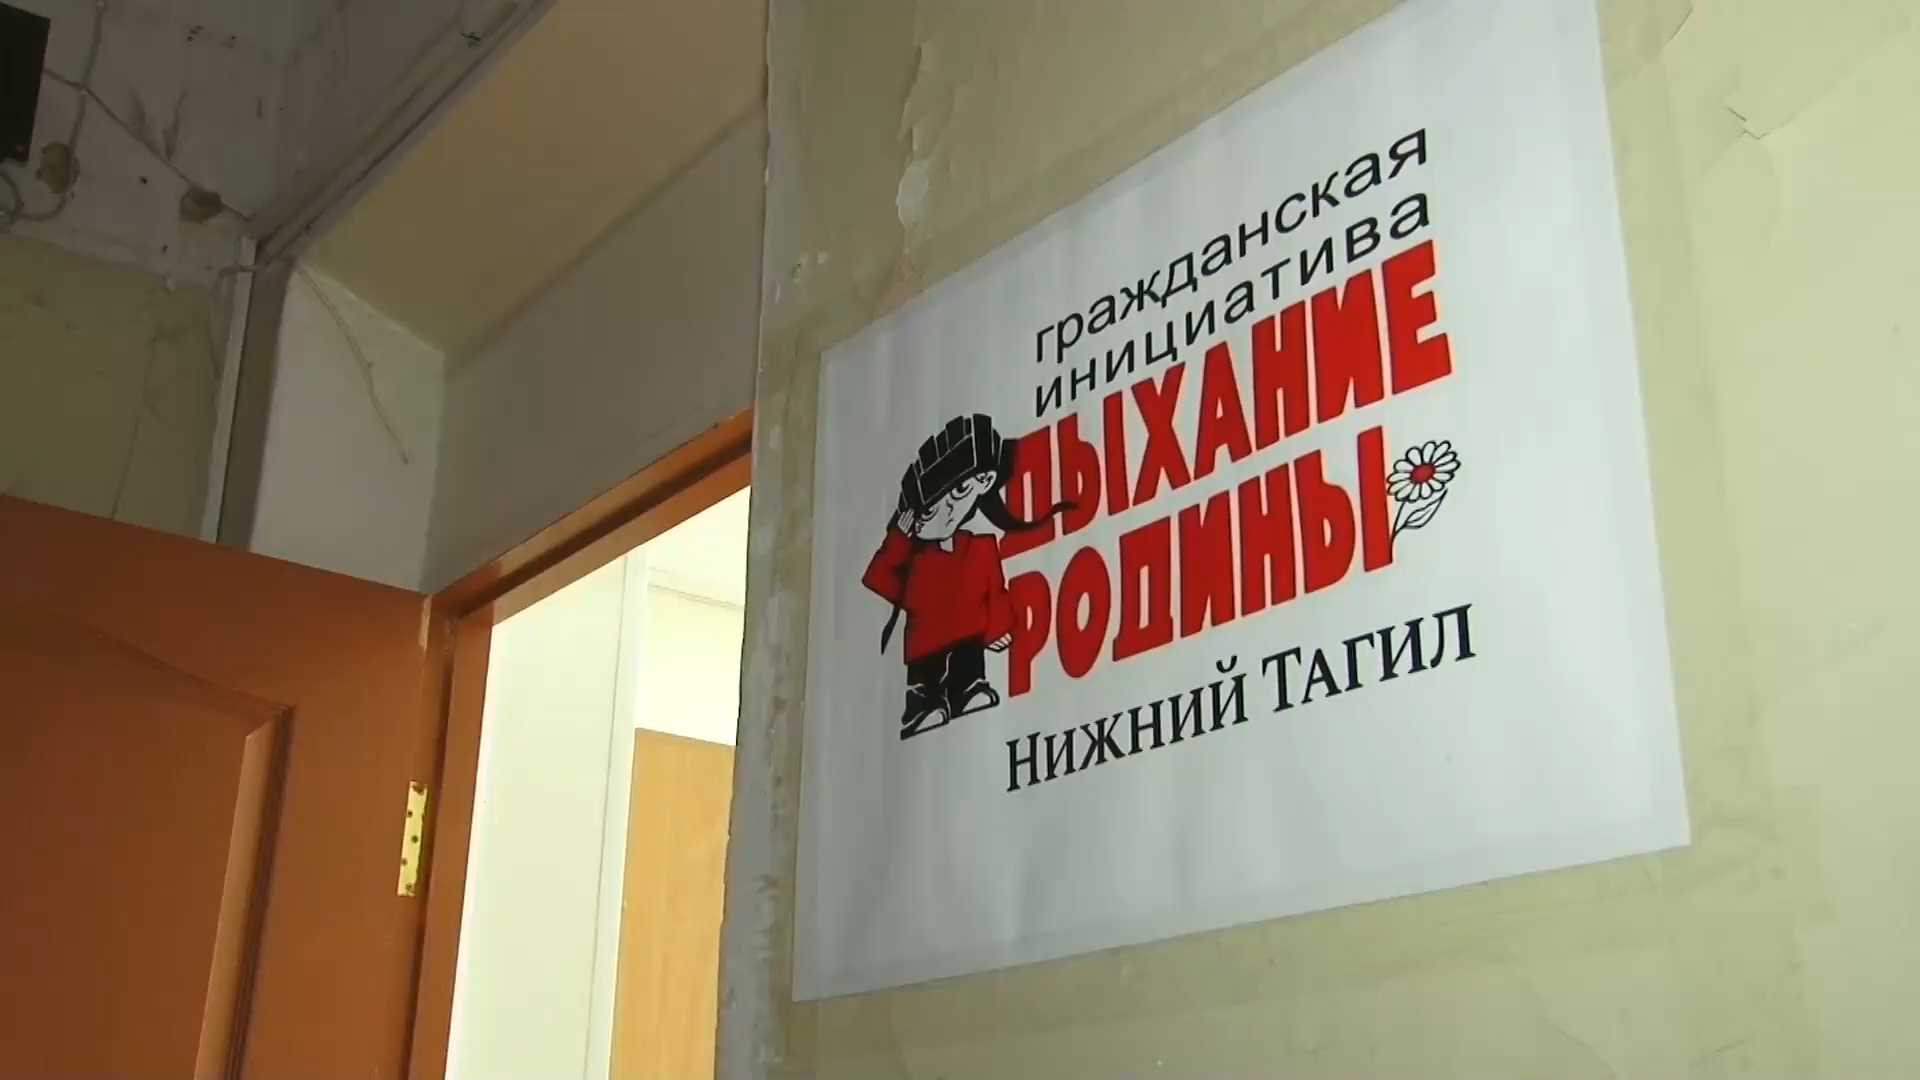 гражданская
инициатива
ДЫХАНИЕ
РОДИНЫ
НИЖНИЙ ТАГИЛ